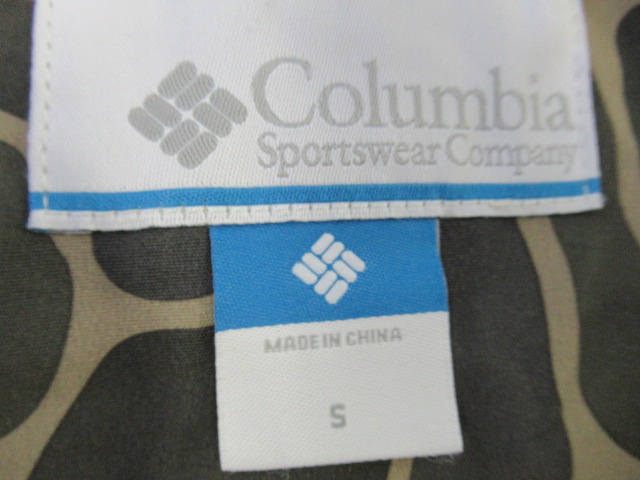 Columbia
Sportswear Company
MADE IN CHINA
S